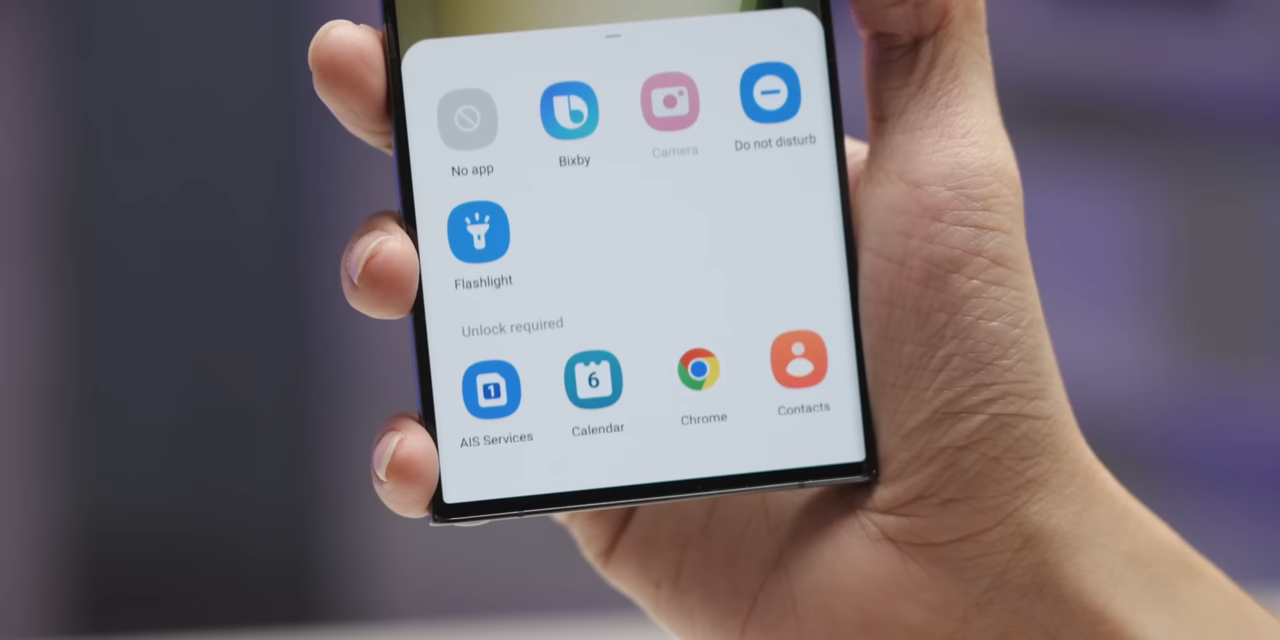 No app
Bixby
Camera
Do not disturb
Flashlight
Unlock required
1
AIS Services
6
Calendar
Chrome
Contacts